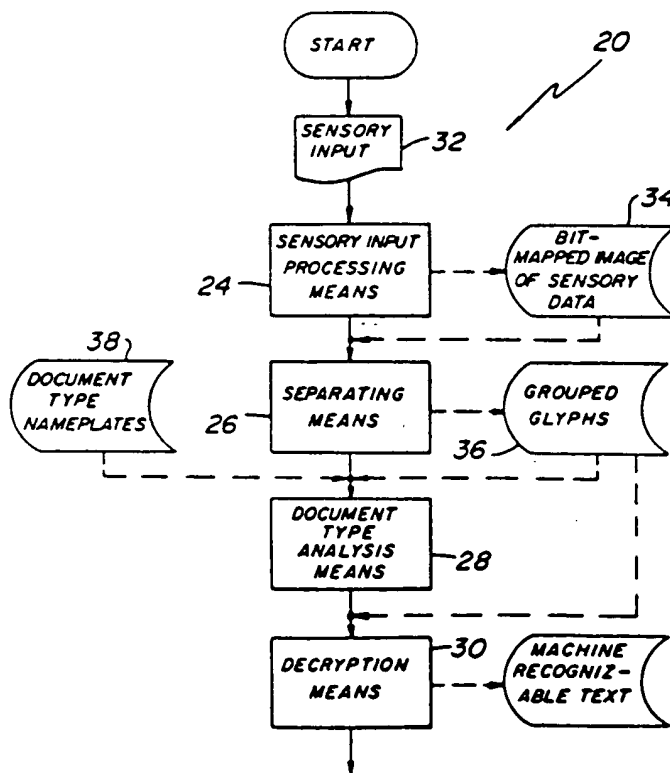 START
20
SENSORY
INPUT
32
34
SENSORY INPUT
PROCESSING
MEANS
24
BIT-
MAPPED IMAGE
OF SENSORY
DATA
38
DOCUMENT
TYPE
NAMEPLATES
SEPARATING
MEANS
26
GROUPED
GLYPHS
36
DOCUMENT
TYPE
ANALYSIS
MEANS
28
30
DECRYPTION
MEANS
MACHINE
RECOGNIZ-
ABLE TEXT